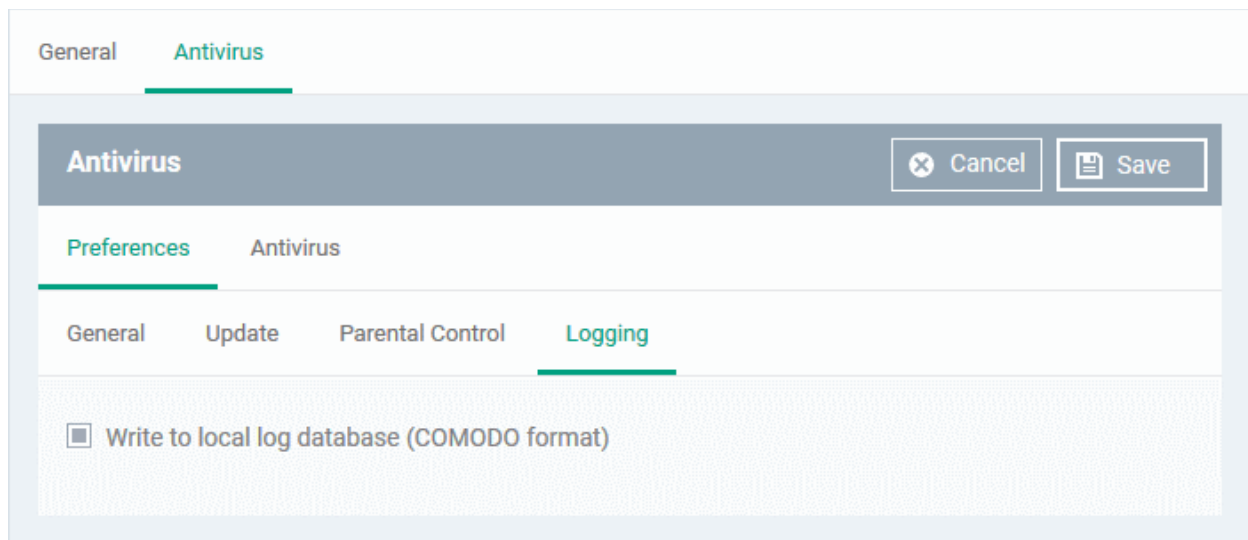 General Antivirus
Antivirus Cancel Save
Preferences Antivirus
General Update Parental Control Logging
Write to local log database (COMODO format)